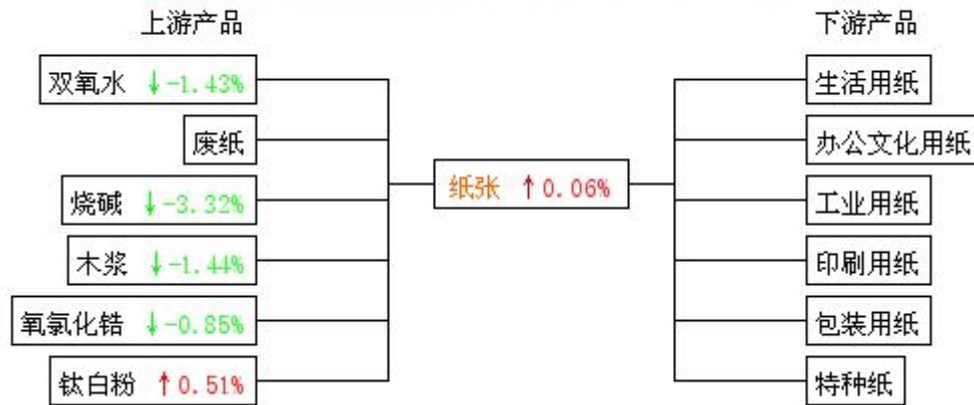 上游产品
下游产品
双氧水 ↓-1.43%
生活用纸
废纸
办公文化用纸
纸张 ↑0.06%
烧碱 ↓-3.32%
工业用纸
木浆 ↓-1.44%
印刷用纸
氧氯化锆 ↓-0.85%
包装用纸
钛白粉 ↑0.51%
特种纸